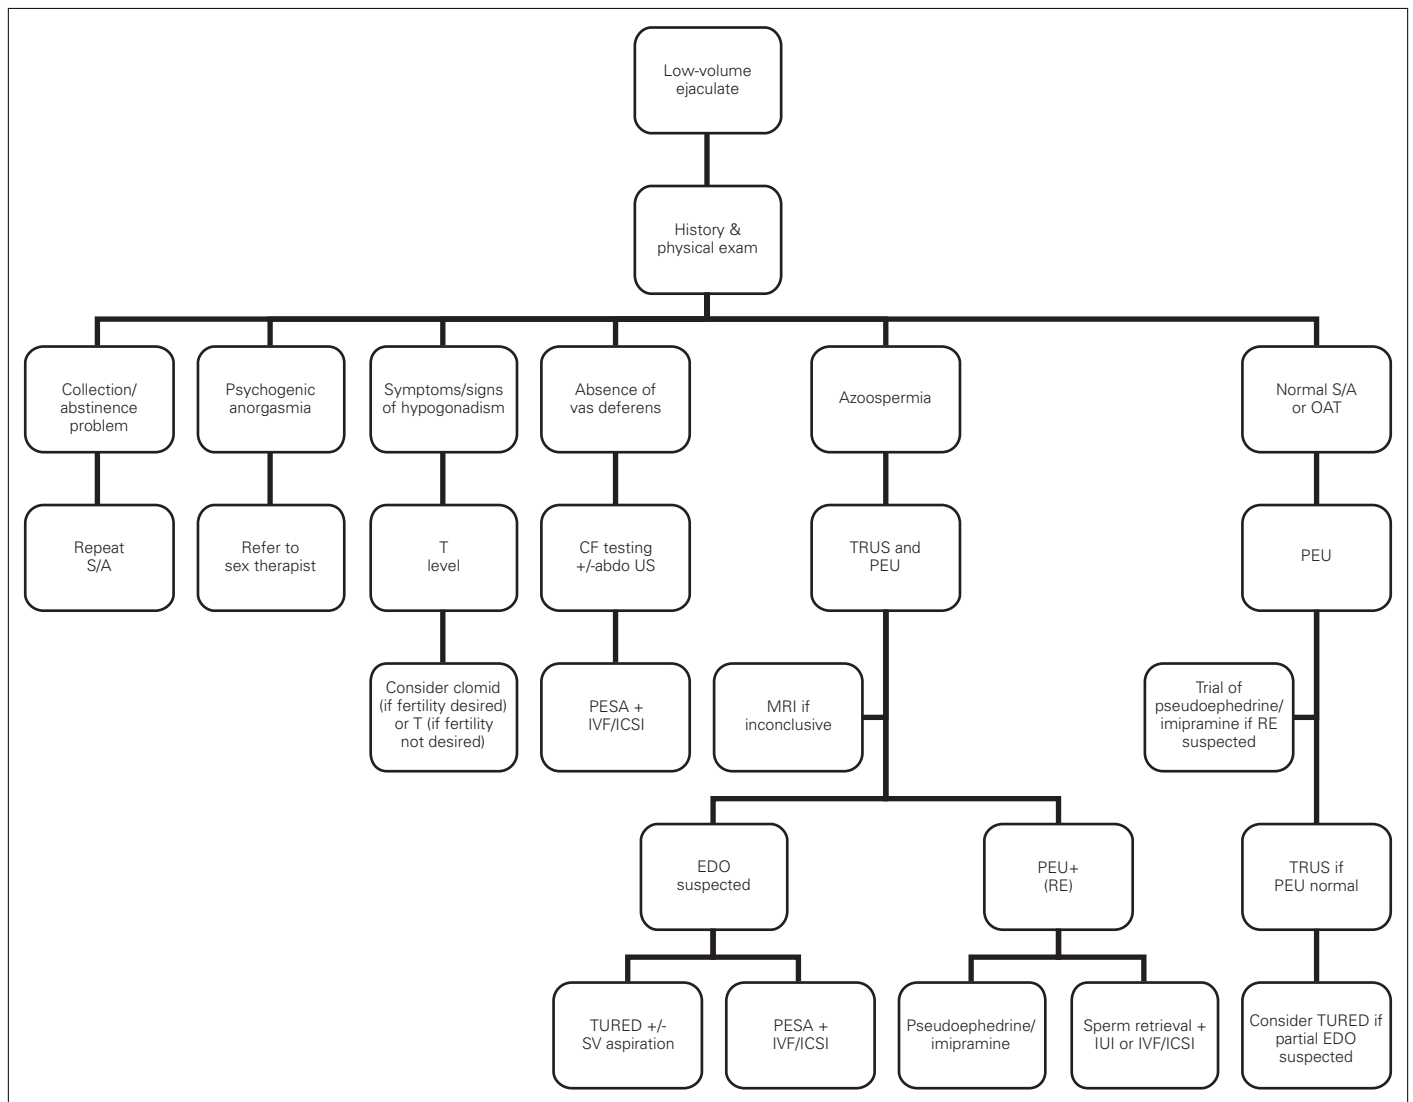 Low-volume
ejaculate
History &
physical exam
Collection/
abstinence
problem
Psychogenic
anorgasmia
Symptoms/signs
of hypogonadism
Absence of
vas deferens
Azoospermia
Normal S/A
or OAT
Repeat
S/A
Refer to
sex therapist
T
level
CF testing
+/-abdo US
TRUS and
PEU
PEU
Consider clomid
(if fertility desired)
or T (if fertility
not desired)
PESA +
IVF/ICSI
MRI if
inconclusive
Trial of
pseudoephedrine/
imipramine if RE
suspected
EDO
suspected
PEU+
(RE)
TRUS if
PEU normal
TURED +/-
SV aspiration
PESA +
IVF/ICSI
Pseudoephedrine/
imipramine
Sperm retrieval +
IUI or IVF/ICSI
Consider TURED if
partial EDO
suspected